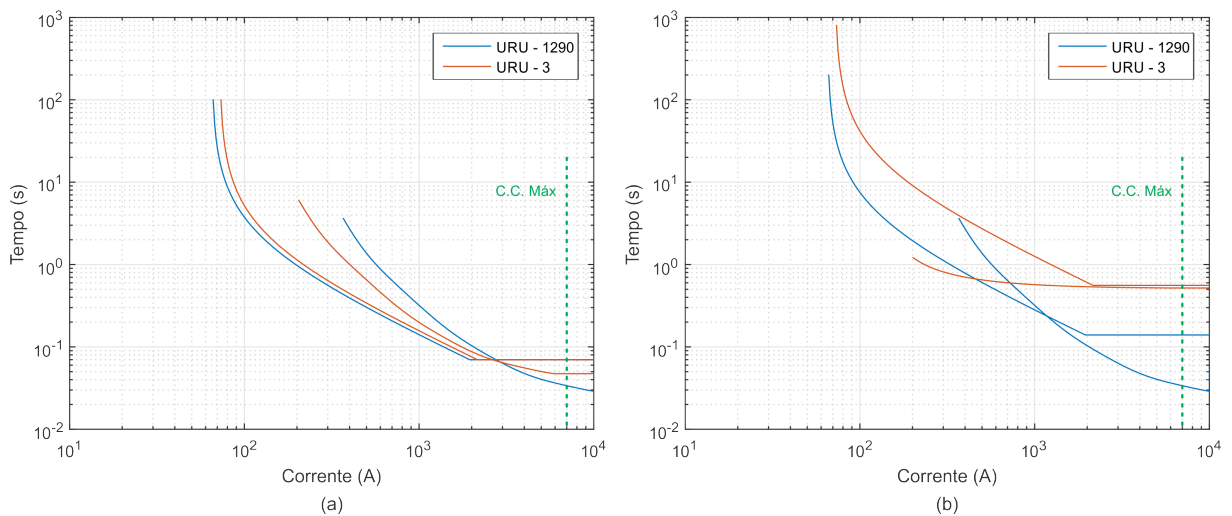 10^3
10^2
10^1
10^0
10^-1
10^-2
Tempo (s)
URU - 1290
URU - 3
C.C. Máx
10^1
10^2
10^3
10^4
Corrente (A)
(a)
10^3
10^2
10^1
10^0
10^-1
10^-2
Tempo (s)
URU - 1290
URU - 3
C.C. Máx
10^1
10^2
10^3
10^4
Corrente (A)
(b)